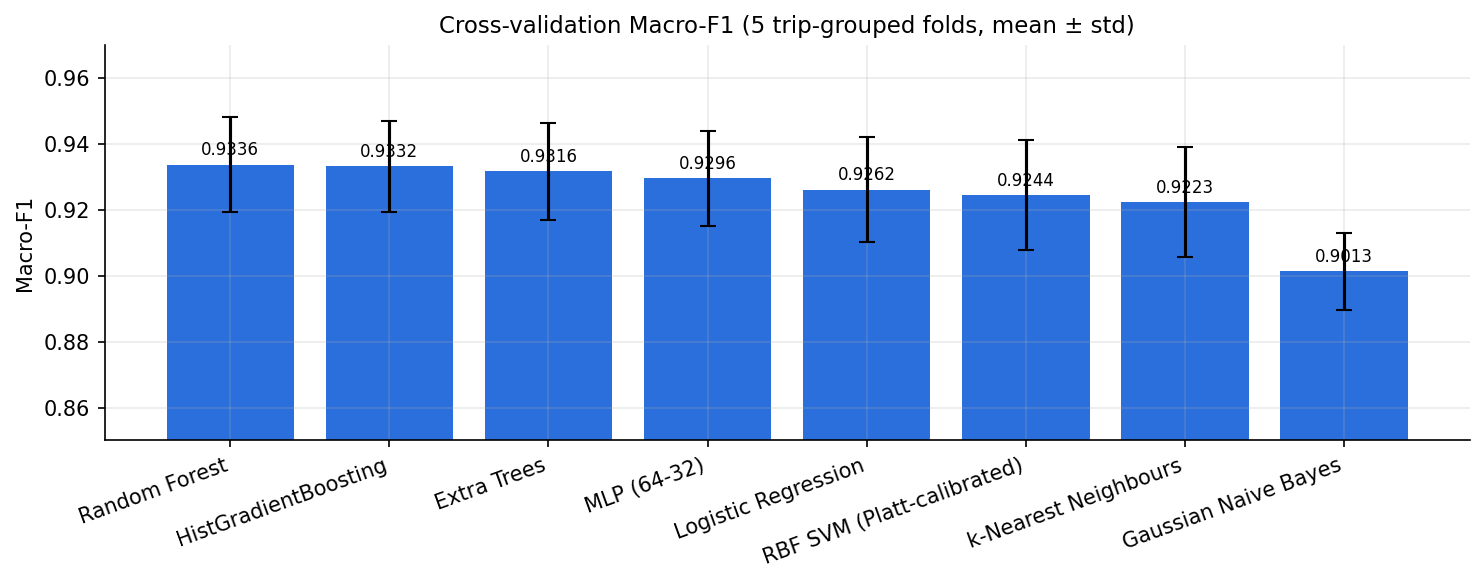 Cross-validation Macro-F1 (5 trip-grouped folds, mean ± std)
Macro-F1
0.96
0.94
0.92
0.90
0.88
0.86
0.9336
0.9332
0.9316
0.9296
0.9262
0.9244
0.9223
0.9013
Random Forest
HistGradientBoosting
Extra Trees
MLP (64-32)
Logistic Regression
RBF SVM (Platt-calibrated)
k-Nearest Neighbours
Gaussian Naive Bayes